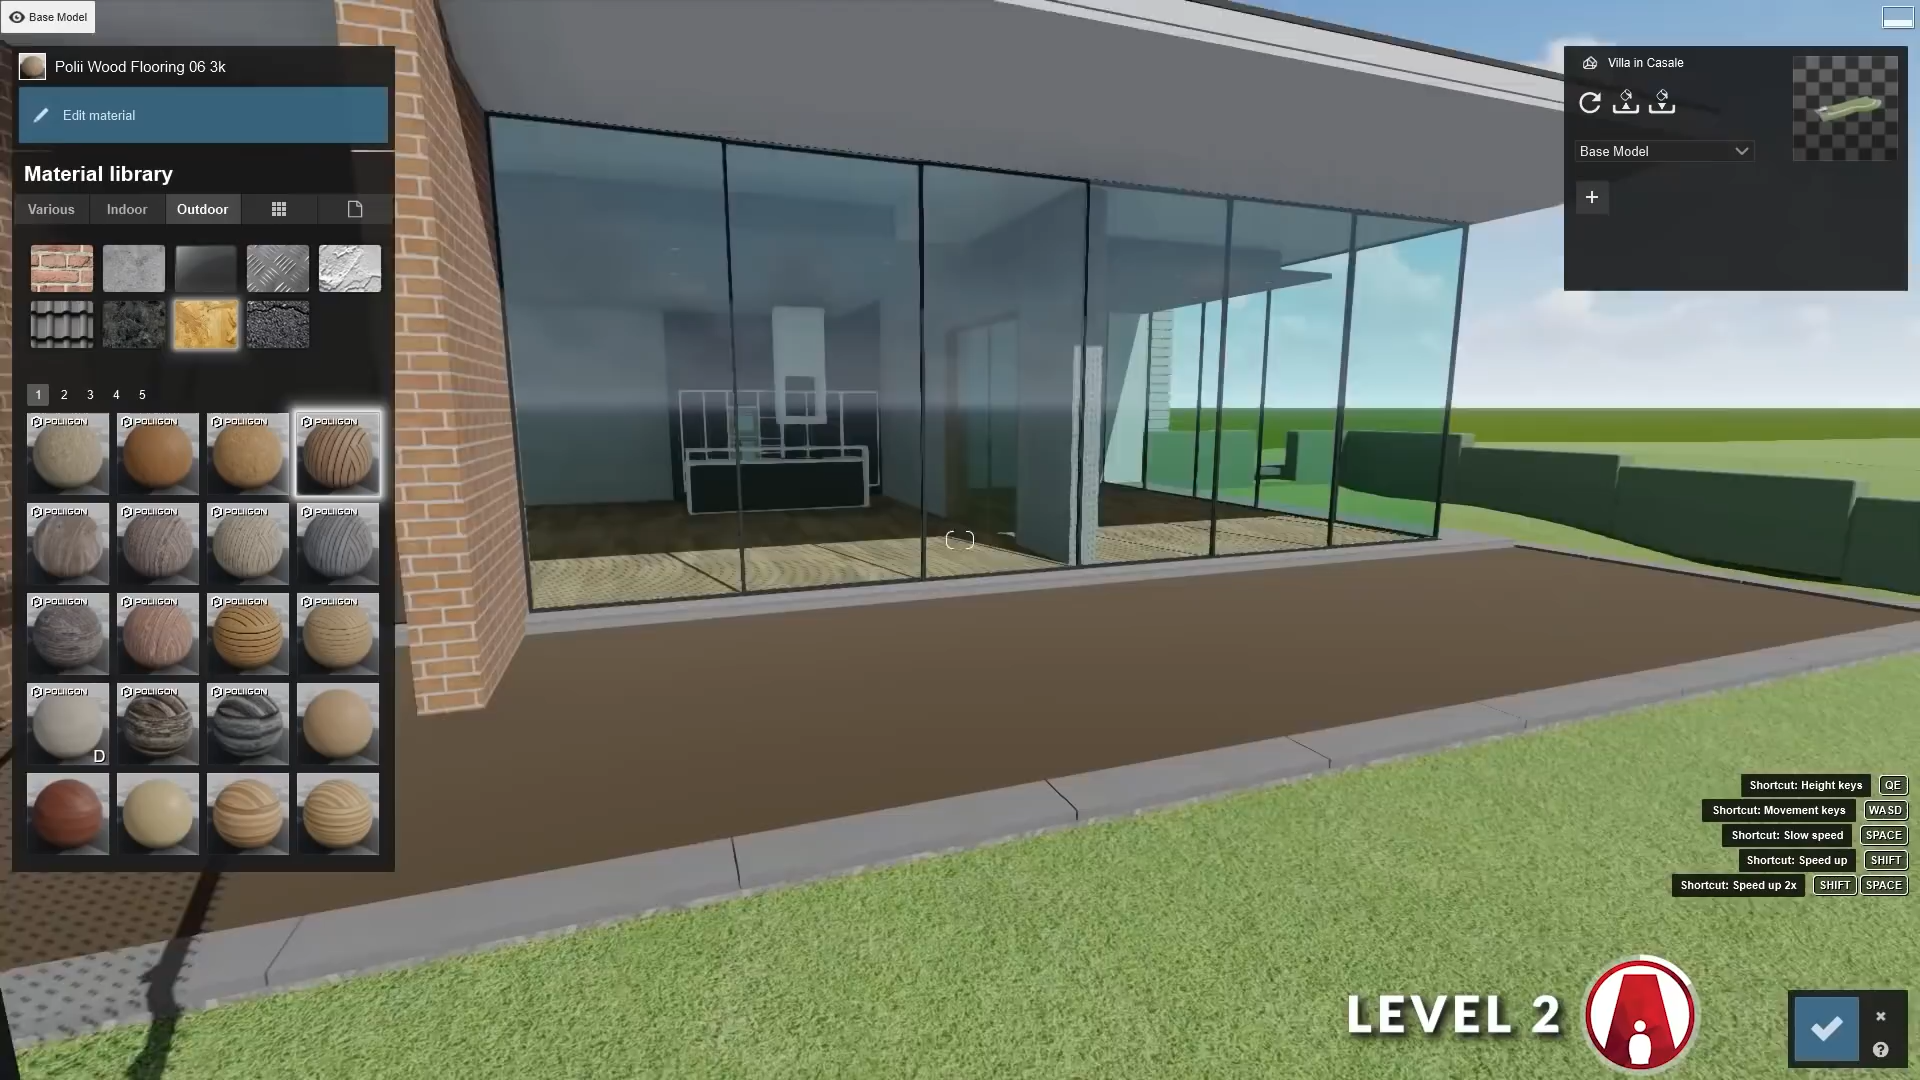 Base Model
Polii Wood Flooring 06 3k
Edit material
Material library
Various Indoor Outdoor
1 2 3 4 5
POLIIGON POLIIGON POLIIGON POLIIGON
POLIIGON POLIIGON POLIIGON POLIIGON
POLIIGON POLIIGON POLIIGON POLIIGON
POLIIGON POLIIGON POLIIGON
D
Villa in Casale
Base Model
+
Shortcut: Height keys QE
Shortcut: Movement keys WASD
Shortcut: Slow speed SPACE
Shortcut: Speed up SHIFT
Shortcut: Speed up 2x SHIFT SPACE
LEVEL 2
?